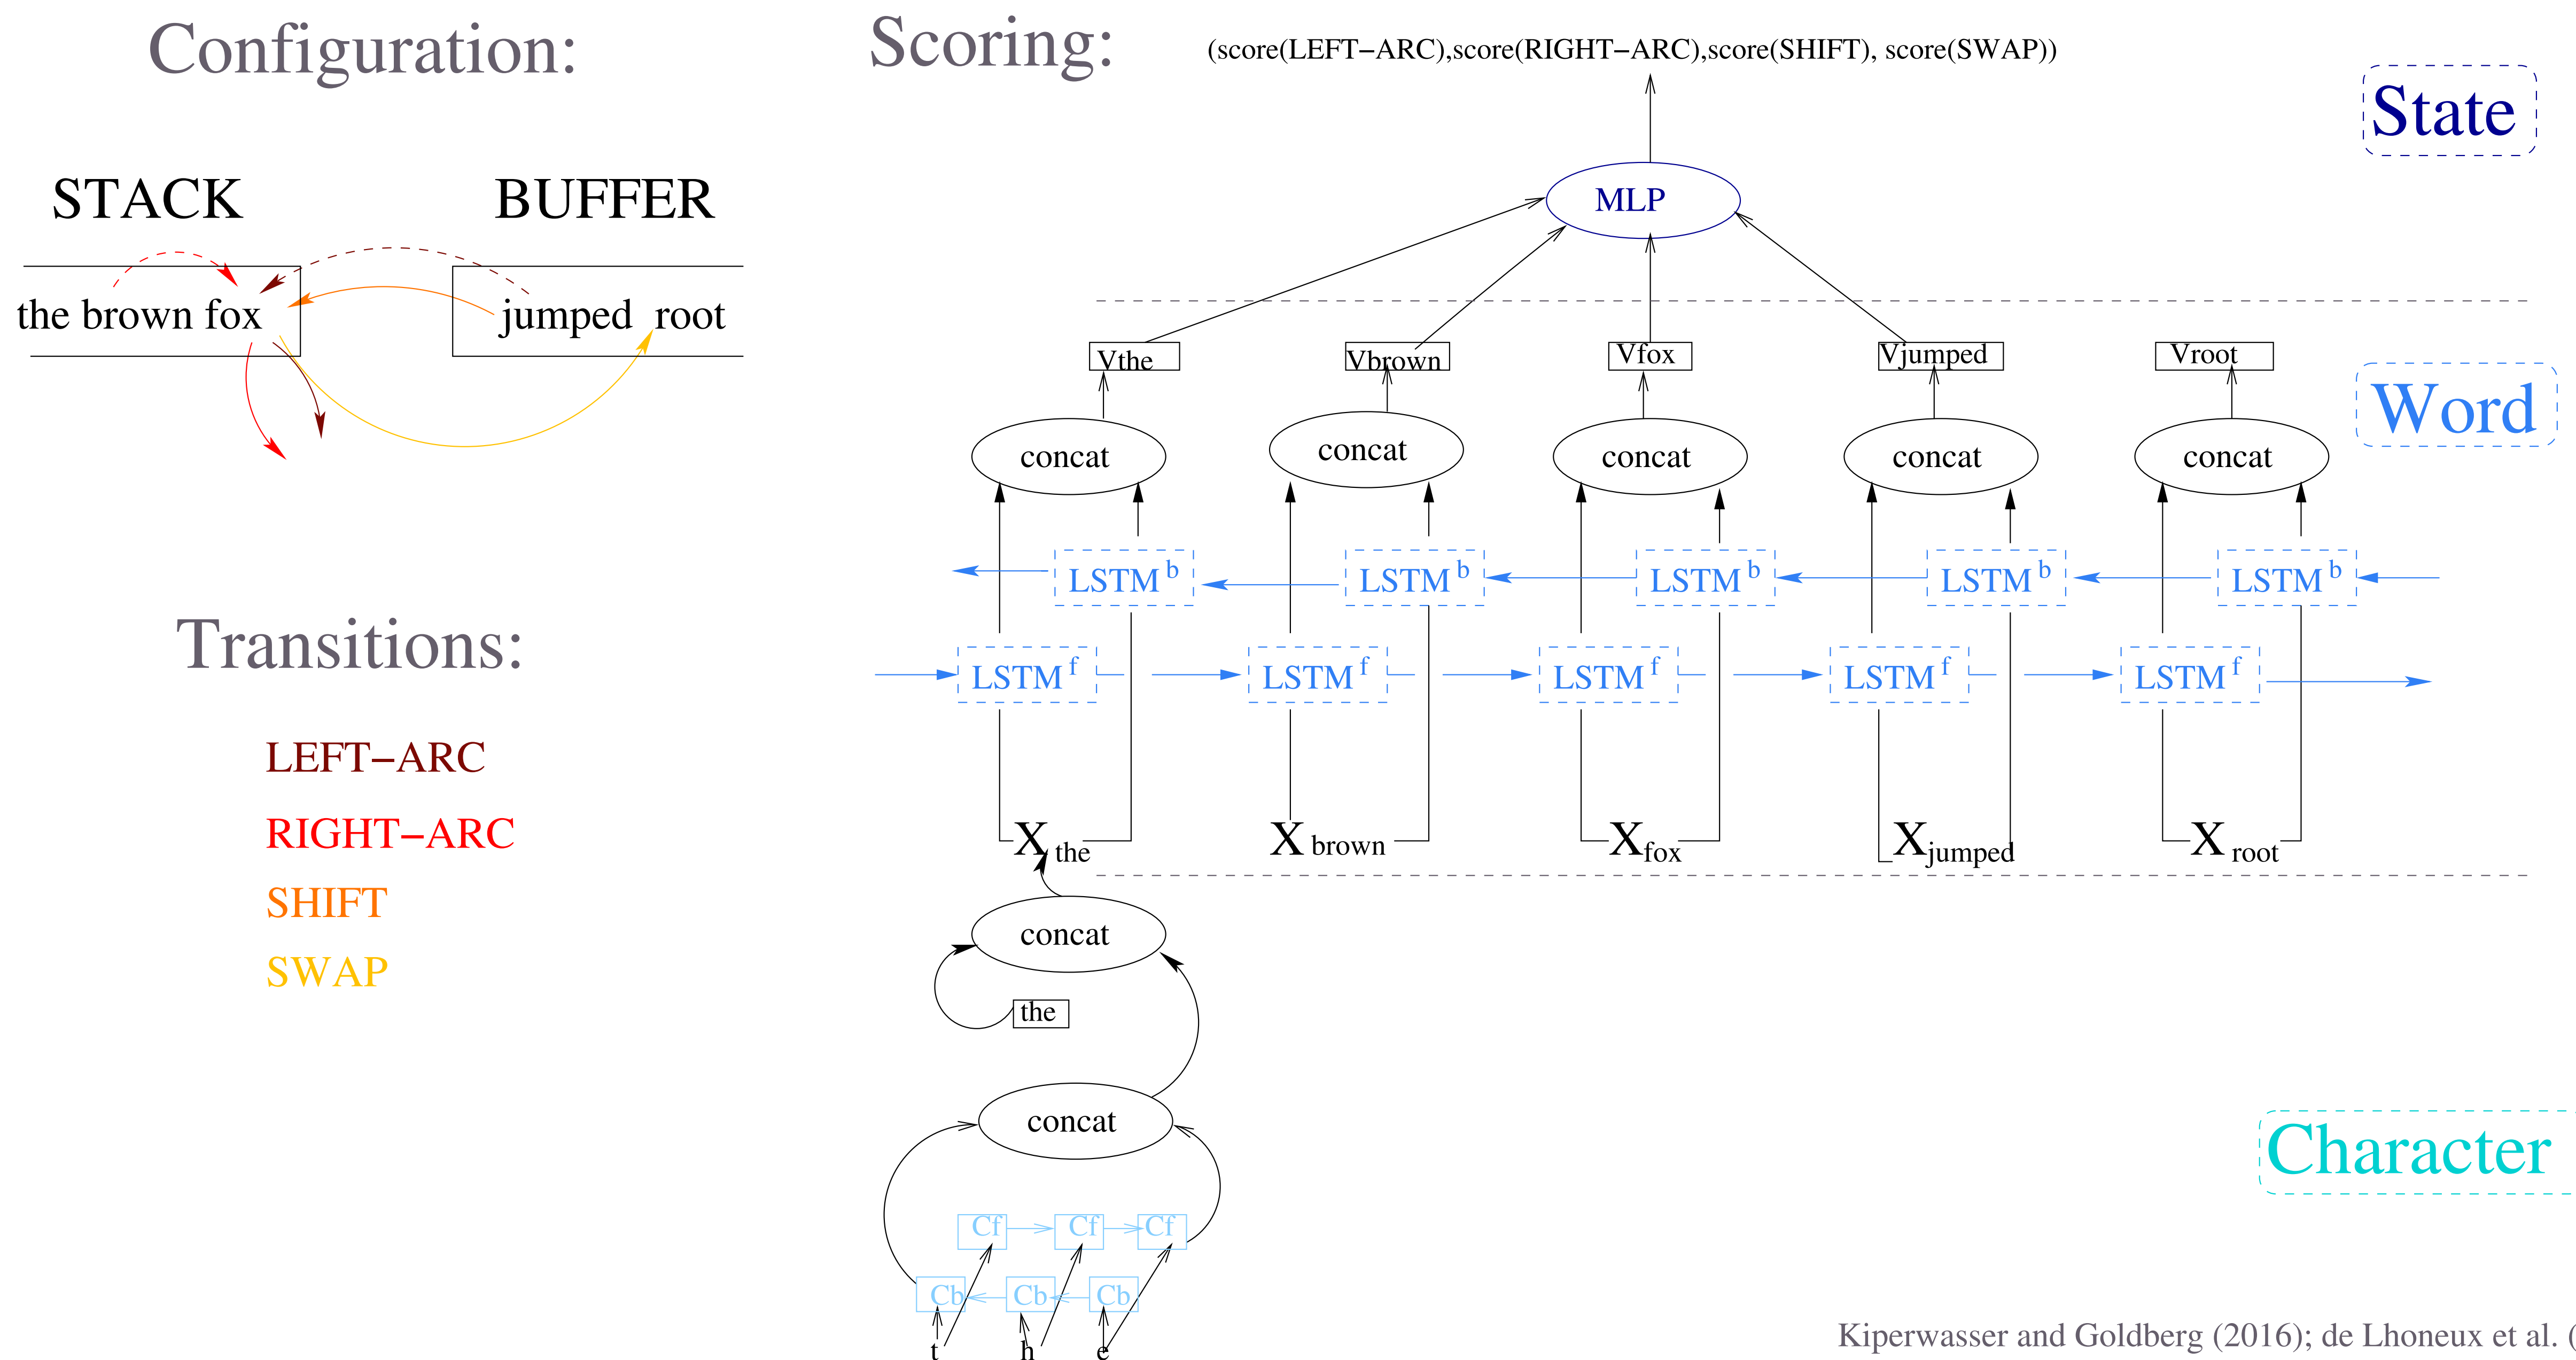 Configuration:
STACK BUFFER
the brown fox jumped root
Transitions:
LEFT−ARC
RIGHT−ARC
SHIFT
SWAP
Scoring:
(score(LEFT−ARC),score(RIGHT−ARC),score(SHIFT), score(SWAP))
State
MLP
Vthe Vbrown Vfox Vjumped Vroot
Word
concat concat concat concat concat
LSTM b LSTM b LSTM b LSTM b LSTM b
LSTM f LSTM f LSTM f LSTM f LSTM f
X the X brown X fox X jumped X root
concat
the
concat
Character
Cf Cf Cf
Cb Cb Cb
t h e
Kiperwasser and Goldberg (2016); de Lhoneux et al. (